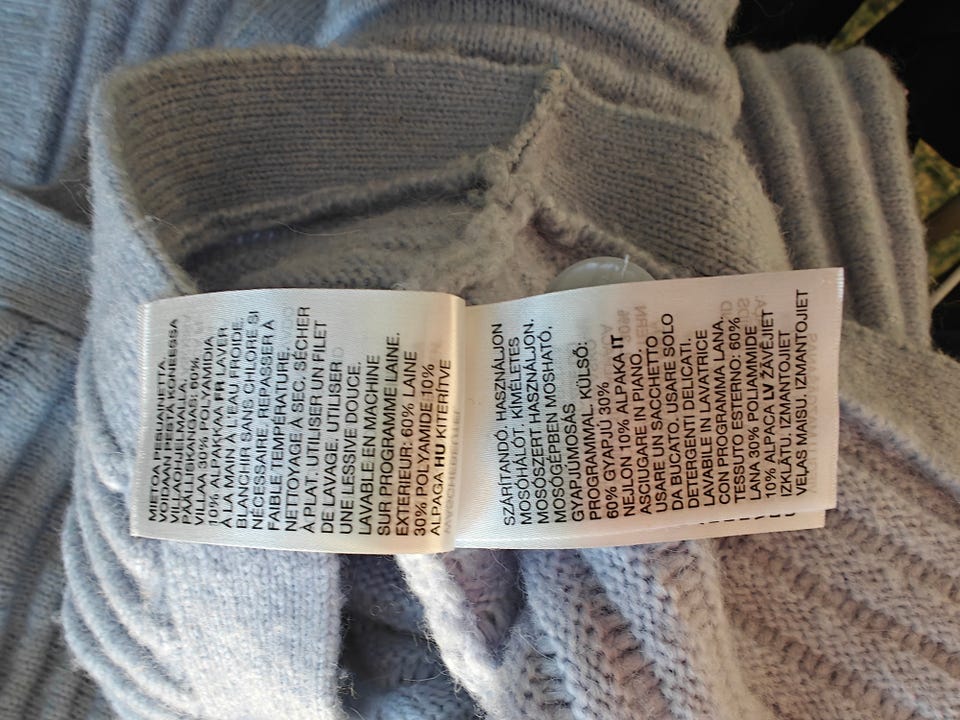 MIETOA PESUAINETTA.
VOIDAAN PESTÄ KONEESSA
VILLAOHJELMALLA.
PÄÄLLIKANGAS: 60%
VILLAA 30% POLYAMIDIA
10% ALPAKKAA FR LAVER
À LA MAIN À L'EAU FROIDE.
BLANCHIR SANS CHLORE SI
NÉCESSAIRE. REPASSER À
FAIBLE TEMPÉRATURE.
NETTOYAGE À SEC. SÉCHER
À PLAT. UTILISER UN FILET
DE LAVAGE. UTILISER
UNE LESSIVE DOUCE.
LAVABLE EN MACHINE
SUR PROGRAMME LAINE.
EXTERIEUR: 60% LAINE
30% POLYAMIDE 10%
ALPAGA HU KITERÍTVE
SZÁRÍTANDÓ. HASZNÁLJON
MOSÓHÁLÓT. KÍMÉLETES
MOSÓSZERT HASZNÁLJON.
MOSÓGÉPBEN MOSHATÓ,
GYAPJÚMOSÁS
PROGRAMMAL. KÜLSŐ:
60% GYAPJÚ 30%
NEJLON 10% ALPAKA IT
ASCIUGARE IN PIANO.
USARE UN SACCHETTO
DA BUCATO. USARE SOLO
DETERGENTI DELICATI.
LAVABILE IN LAVATRICE
CON PROGRAMMA LANA.
TESSUTO ESTERNO: 60%
LANA 30% POLIAMIDE
10% ALPACA LV ŽĀVĒJIET
IZKLĀTU. IZMANTOJIET
VEĻAS MAISU. IZMANTOJIET